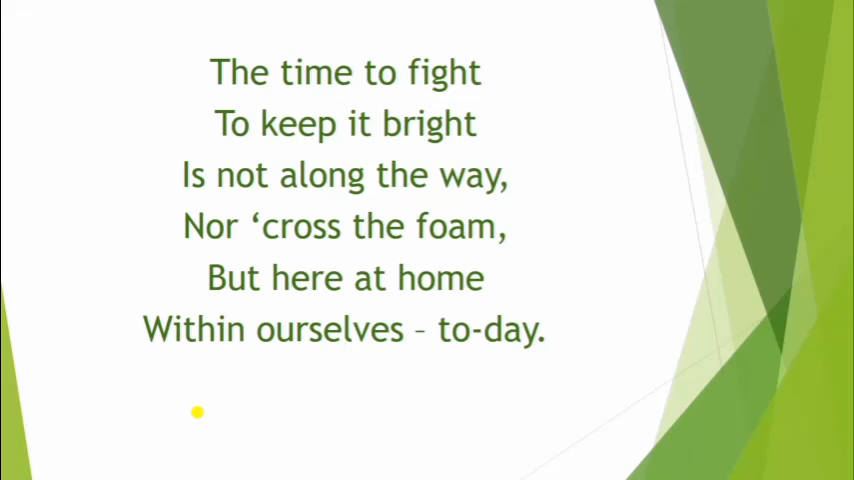 The time to fight
To keep it bright
Is not along the way,
Nor ‘cross the foam,
But here at home
Within ourselves – to-day.